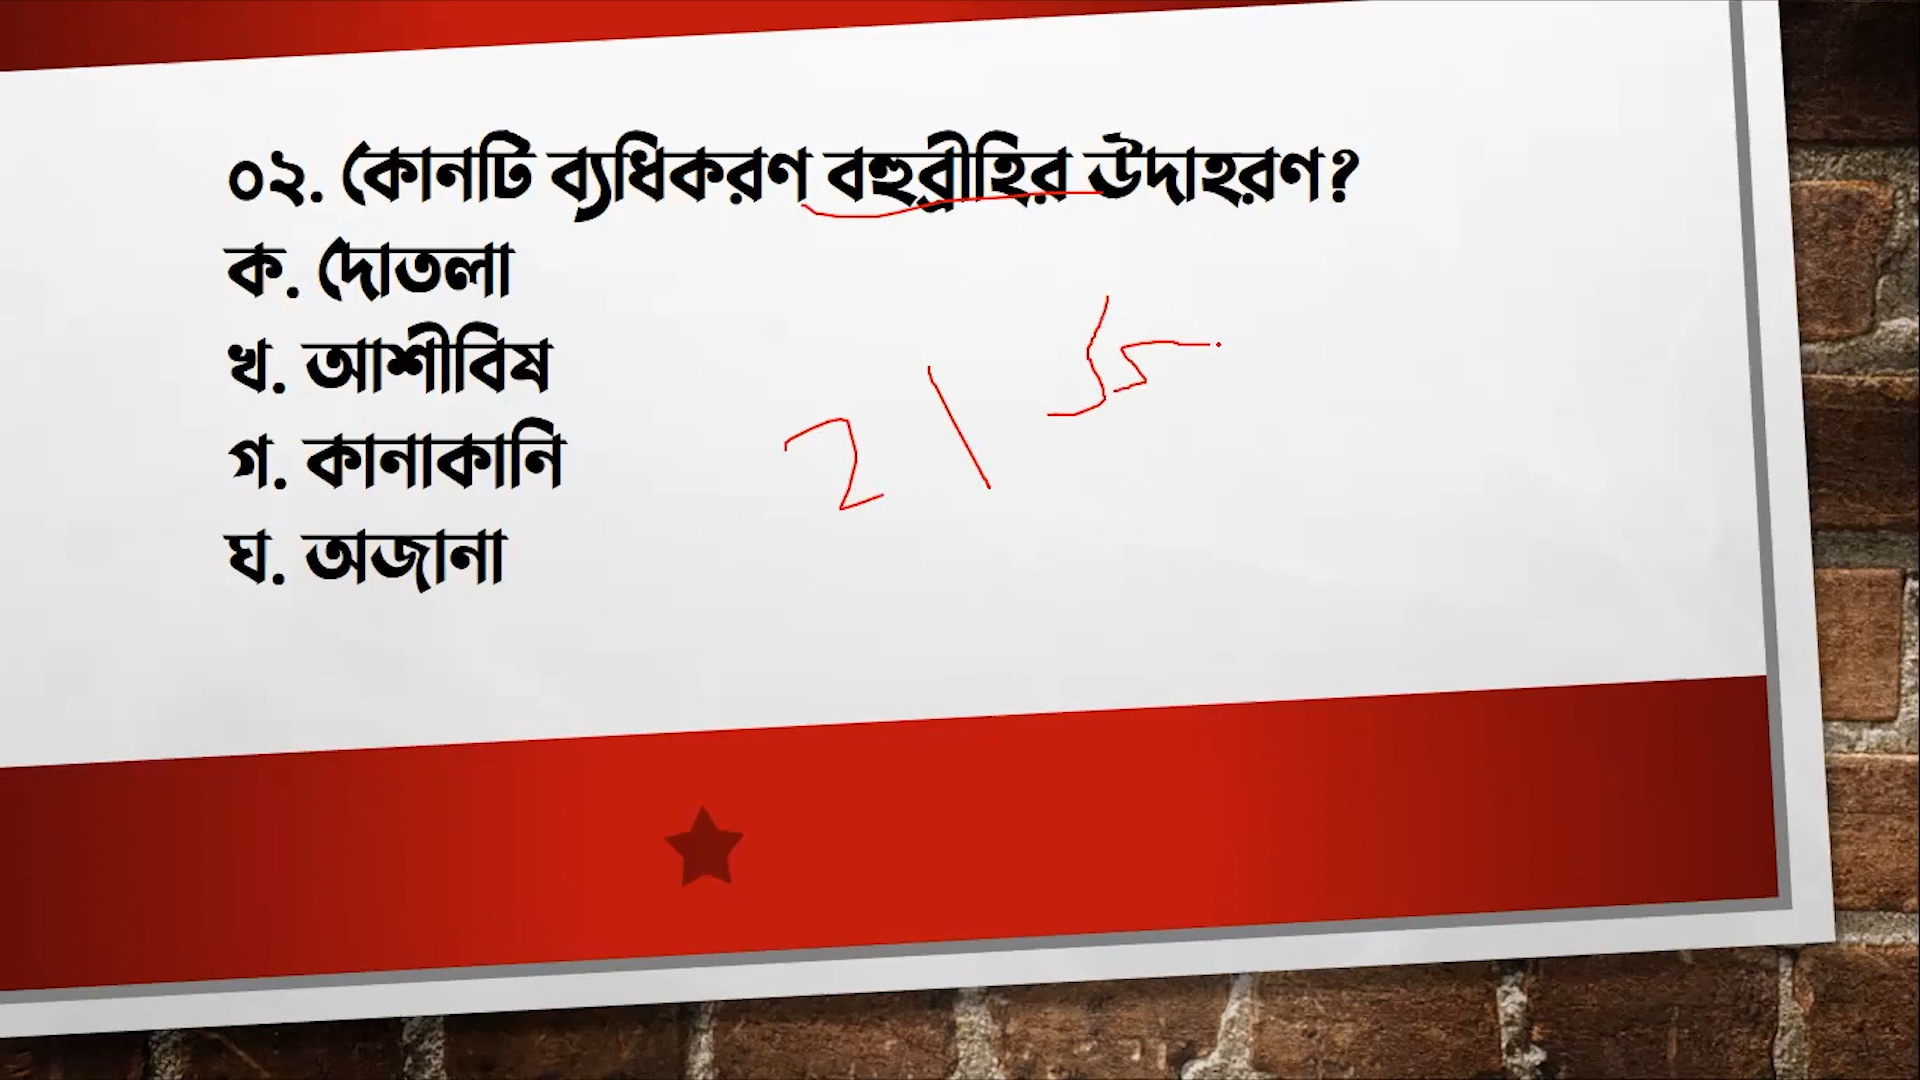 ০২. কোনটি ব্যধিকরণ বহুব্রীহির উদাহরণ?
ক. দোতলা
খ. আশীবিষ
গ. কানাকানি
ঘ. অজানা